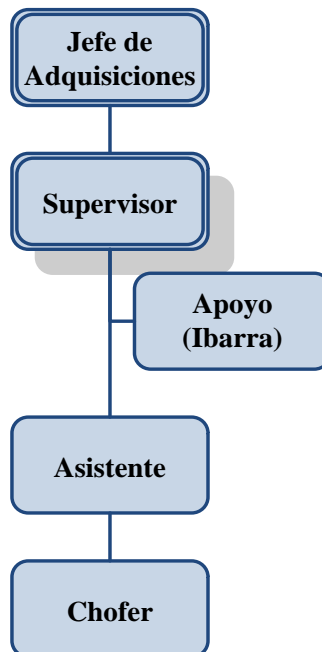 Jefe de
Adquisiciones
Supervisor
Apoyo
(Ibarra)
Asistente
Chofer